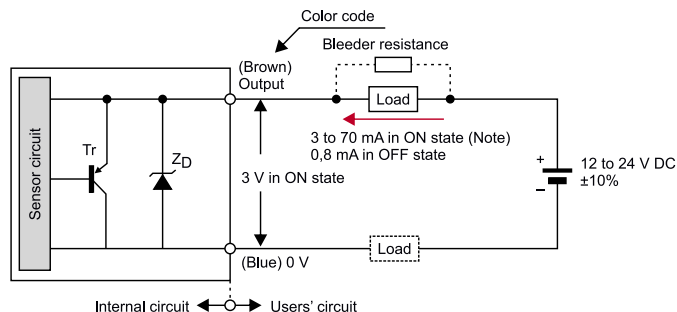 Color code
Bleeder resistance
(Brown)
Output
Load
3 to 70 mA in ON state (Note)
0,8 mA in OFF state
Sensor circuit
Tr
ZD
3 V in ON state
+
−
12 to 24 V DC
±10%
Load
(Blue) 0 V
Internal circuit
Users' circuit